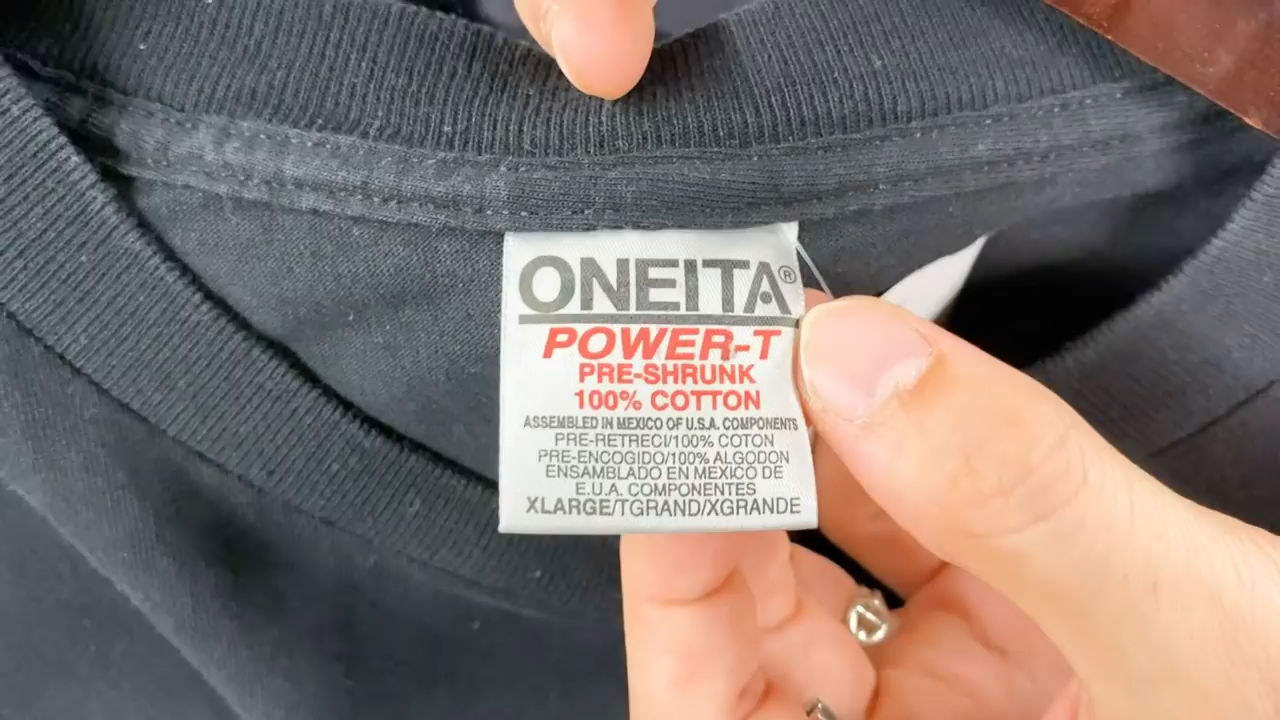 ONEITA®
POWER-T
PRE-SHRUNK
100% COTTON
ASSEMBLED IN MEXICO OF U.S.A. COMPONENTS
PRE-RETRECI/100% COTON
PRE-ENCOGIDO/100% ALGODON
ENSAMBLADO EN MEXICO DE
E.U.A. COMPONENTES
XLARGE/TGRAND/XGRANDE